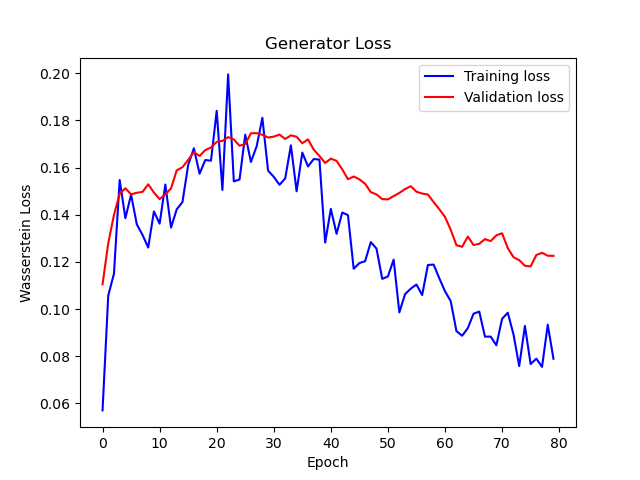 Generator Loss
Training loss
Validation loss
Wasserstein Loss
0.20
0.18
0.16
0.14
0.12
0.10
0.08
0.06
0 10 20 30 40 50 60 70 80
Epoch